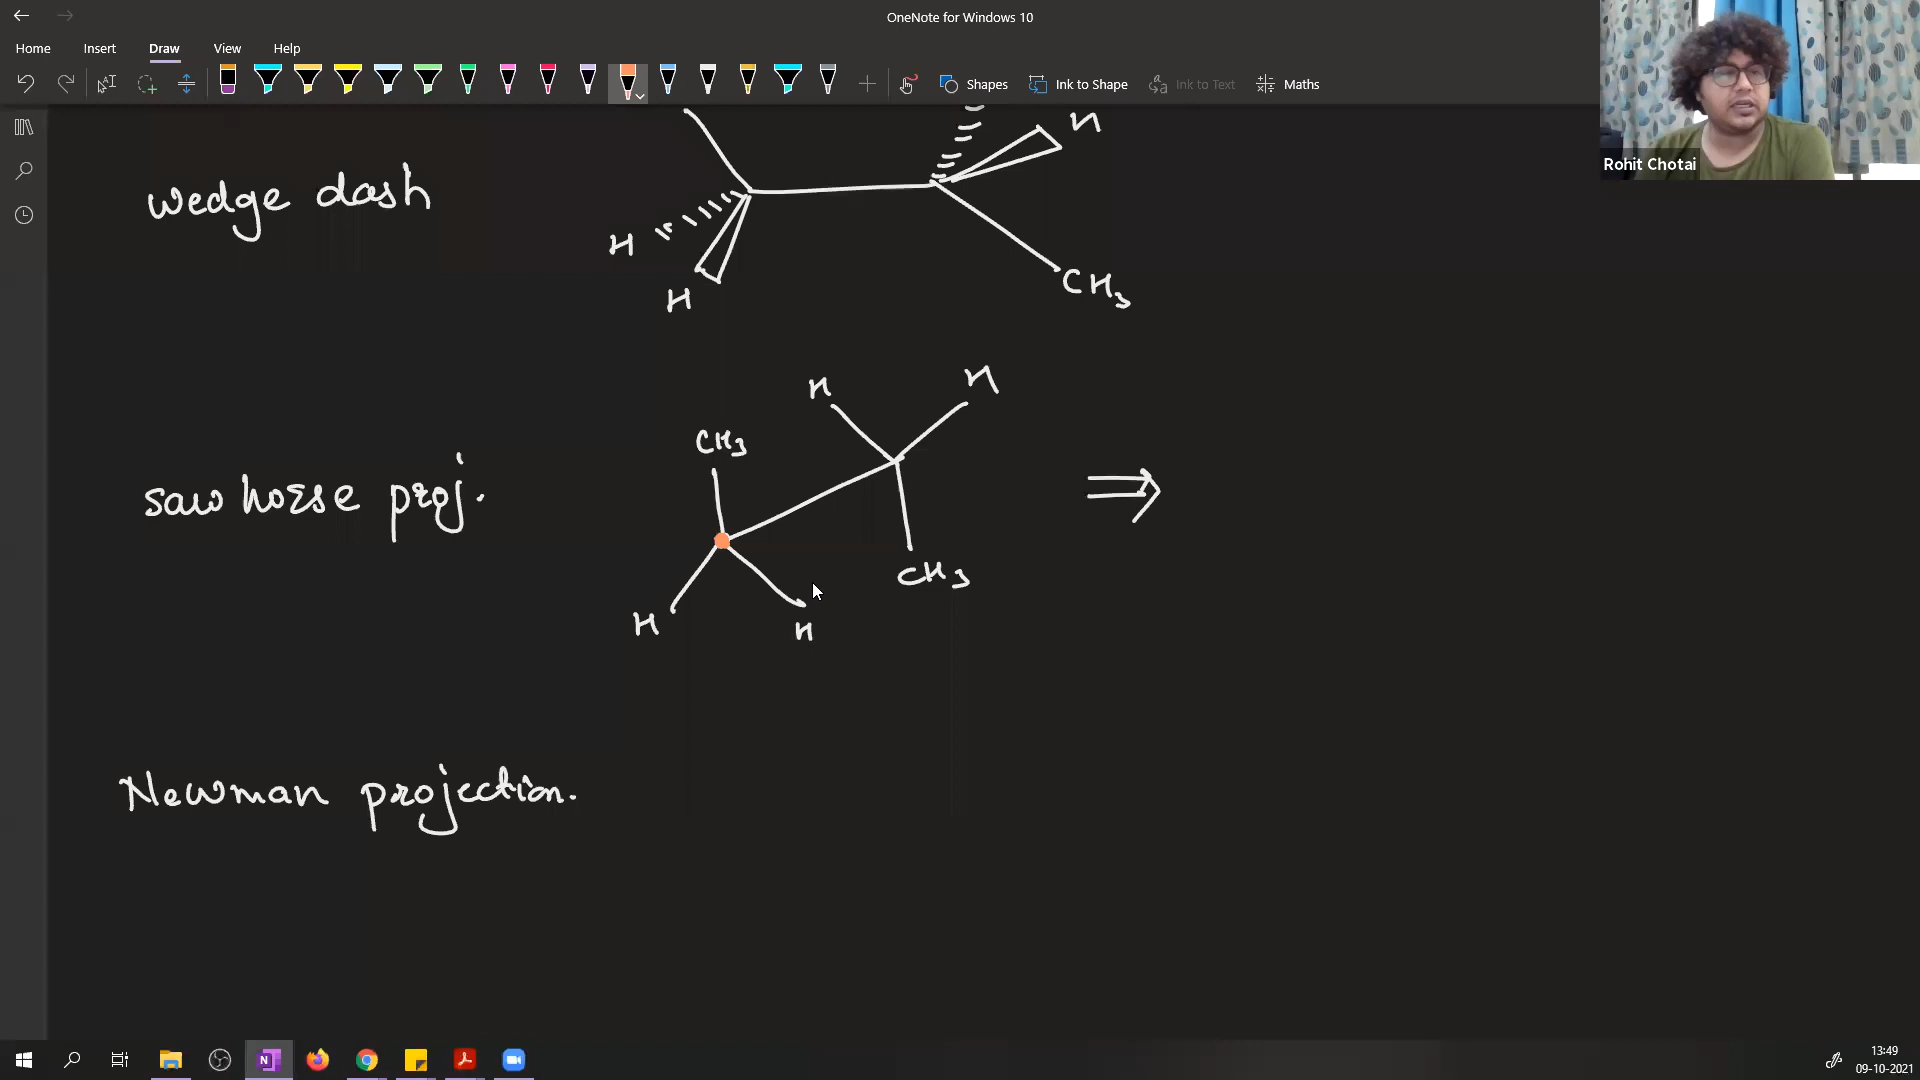 OneNote for Windows 10
Home Insert Draw View Help
Shapes Ink to Shape Ink to Text Maths
Rohit Chotai
H
wedge dash
H
H
CH3
H H
CH3
saw horse proj.
CH3
H H
Newman projection.
13:49
09-10-2021